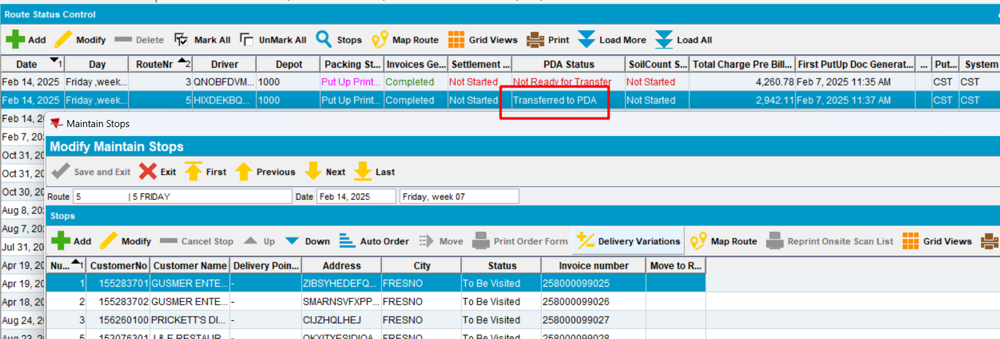 Route Status Control
Add Modify Delete Mark All UnMark All Stops Map Route Grid Views Print Load More Load All
Date 1 Day RouteNr 2 Driver Depot Packing St... Invoices Ge... Settlement ... PDA Status SoilCount S... Total Charge Pre Bill... First PutUp Doc Generat... ... Put... System
Feb 14, 2025 Friday ,week... 3 QNOBFDVM... 1000 Put Up Print... Completed Not Started Not Ready for Transfer Not Started 4,260.78 Feb 7, 2025 11:35 AM CST CST
Feb 14, 2025 Friday ,week... 5 HIXDEKBQ... 1000 Put Up Print... Completed Not Started Transferred to PDA Not Started 2,942.11 Feb 7, 2025 11:37 AM CST CST
Feb 14, 2
Maintain Stops
Feb 7, 20
Modify Maintain Stops
Oct 31, 20
Oct 31, 20
Save and Exit Exit First Previous Next Last
Oct 30, 20
Route 5 | 5 FRIDAY Date Feb 14, 2025 Friday, week 07
Aug 8, 20
Stops
Aug 7, 20
Jul 31, 20
Add Modify Cancel Stop Up Down Auto Order Move Print Order Form Delivery Variations Map Route Reprint Onsite Scan List Grid Views
Apr 19, 20
Nu... 1 CustomerNo Customer Name Delivery Poin... Address City Status Invoice number Move to R...
Apr 19, 20
1 155283701 GUSMER ENTE... - ZIBSYHEDEFQ... FRESNO To Be Visited 258000099025
Apr 18, 20
2 155283702 GUSMER ENTE... - SMARNSVFXPP... FRESNO To Be Visited 258000099026
Aug 24, 2
3 156260100 PRICKETT'S DI... - CIJZHQLHEJ FRESNO To Be Visited 258000099027
Aug 23, 2
5 153076301 J & E RESTAUR... - OKXITYESIDIOA... FRESNO To Be Visited 258000099028